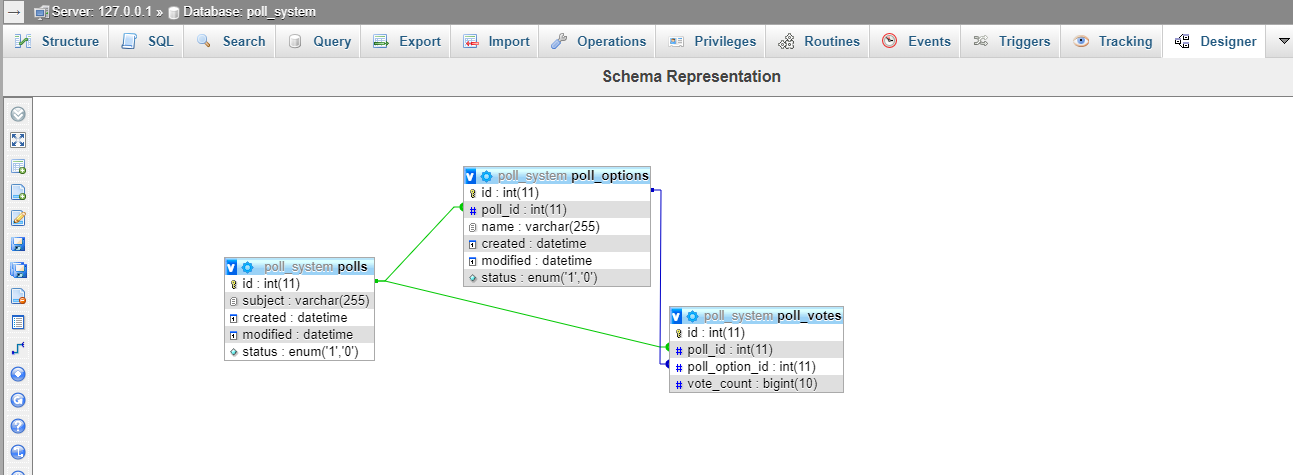 Server: 127.0.0.1 » Database: poll_system
Structure SQL Search Query Export Import Operations Privileges Routines Events Triggers Tracking Designer
Schema Representation
poll_system poll_options
id : int(11)
poll_id : int(11)
name : varchar(255)
created : datetime
modified : datetime
status : enum('1','0')
poll_system polls
id : int(11)
subject : varchar(255)
created : datetime
modified : datetime
status : enum('1','0')
poll_system poll_votes
id : int(11)
poll_id : int(11)
poll_option_id : int(11)
vote_count : bigint(10)